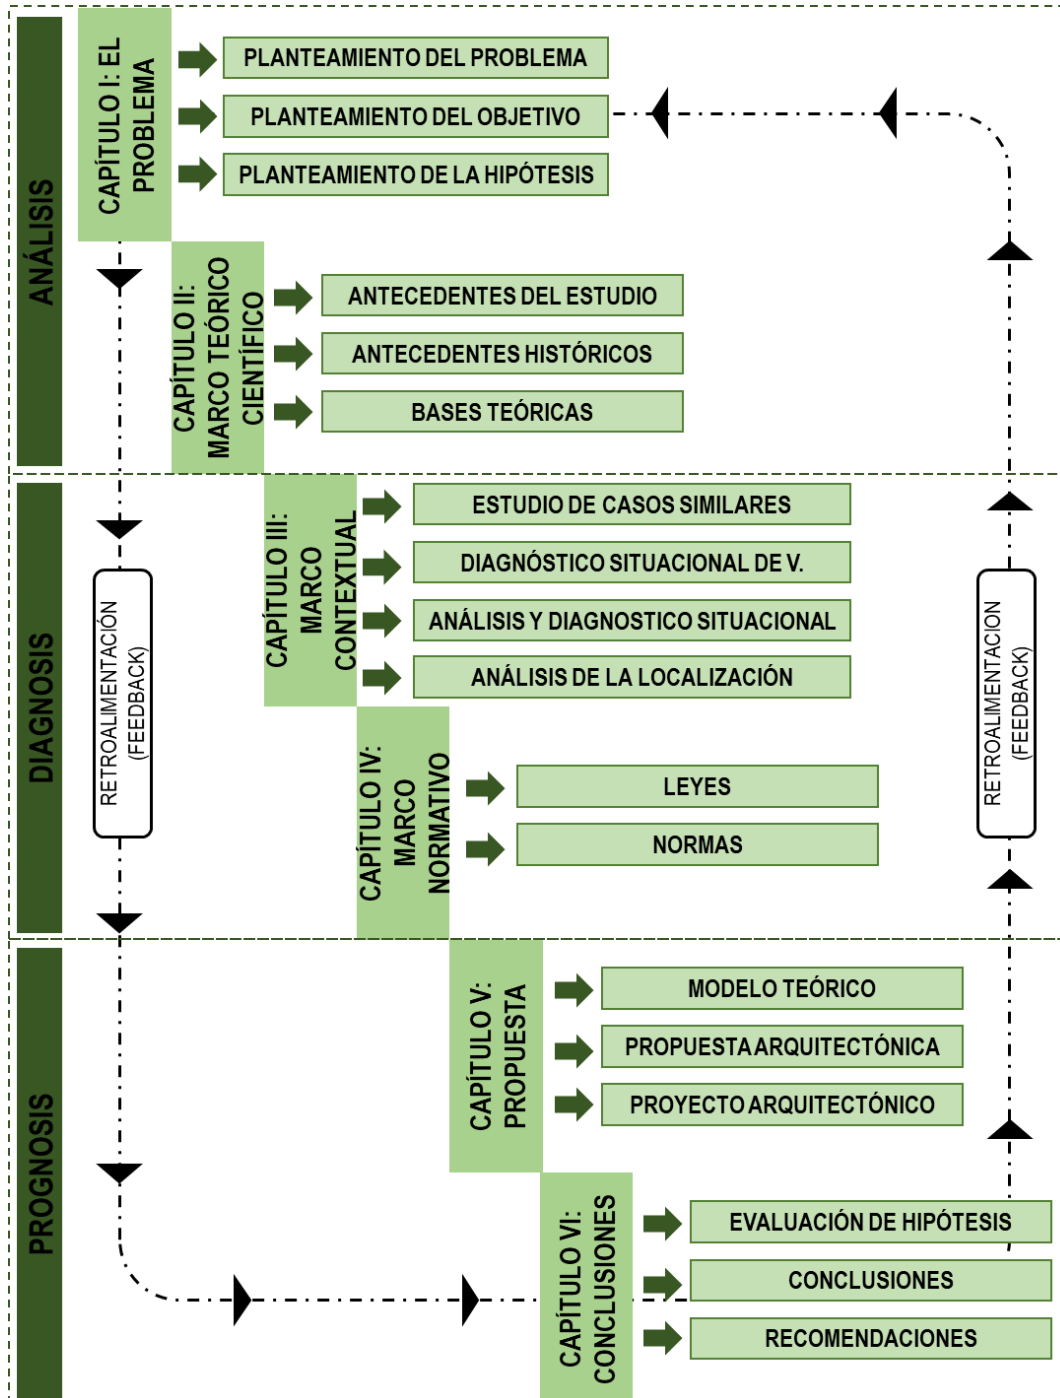 ANÁLISIS
CAPÍTULO I: EL
PROBLEMA
PLANTEAMIENTO DEL PROBLEMA
PLANTEAMIENTO DEL OBJETIVO
PLANTEAMIENTO DE LA HIPÓTESIS
CAPÍTULO II:
MARCO TEÓRICO
CIENTÍFICO
ANTECEDENTES DEL ESTUDIO
ANTECEDENTES HISTÓRICOS
BASES TEÓRICAS
DIAGNOSIS
RETROALIMENTACIÓN
(FEEDBACK)
CAPÍTULO III:
MARCO
CONTEXTUAL
ESTUDIO DE CASOS SIMILARES
DIAGNÓSTICO SITUACIONAL DE V.
ANÁLISIS Y DIAGNOSTICO SITUACIONAL
ANÁLISIS DE LA LOCALIZACIÓN
RETROALIMENTACION
(FEEDBACK)
CAPÍTULO IV:
MARCO
NORMATIVO
LEYES
NORMAS
PROGNOSIS
CAPÍTULO V:
PROPUESTA
MODELO TEÓRICO
PROPUESTA ARQUITECTÓNICA
PROYECTO ARQUITECTÓNICO
CAPÍTULO VI:
CONCLUSIONES
EVALUACIÓN DE HIPÓTESIS
CONCLUSIONES
RECOMENDACIONES